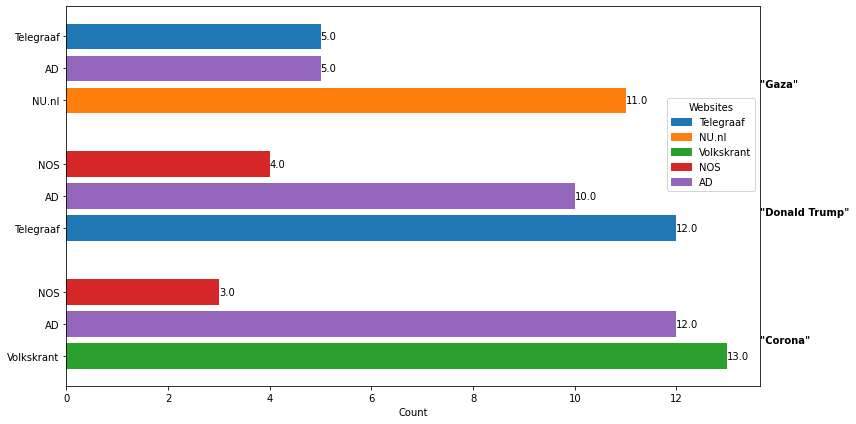 Telegraaf
5.0
AD
5.0
NU.nl
11.0
"Gaza"
Websites
Telegraaf
NU.nl
Volkskrant
NOS
AD
NOS
4.0
AD
10.0
Telegraaf
12.0
"Donald Trump"
NOS
3.0
AD
12.0
Volkskrant
13.0
"Corona"
0 2 4 6 8 10 12
Count